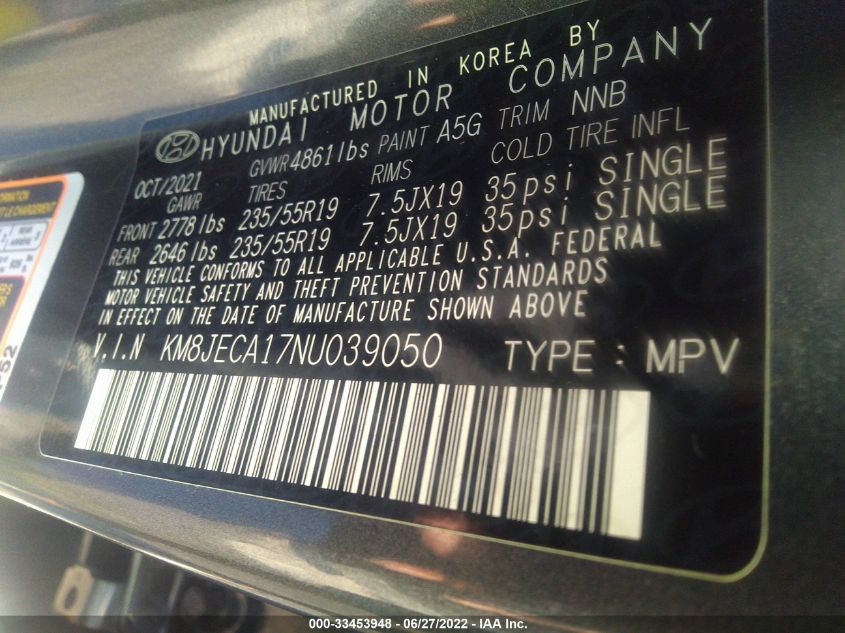 MANUFACTURED IN KOREA BY
HYUNDAI MOTOR COMPANY
OCT/2021 GVWR 4861lbs PAINT A5G TRIM NNB
GAWR TIRES RIMS COLD TIRE INFL
FRONT 2778 lbs 235/55R19 7.5JX19 35psi SINGLE
REAR 2646 lbs 235/55R19 7.5JX19 35psi SINGLE
THIS VEHICLE CONFORMS TO ALL APPLICABLE U.S.A. FEDERAL
MOTOR VEHICLE SAFETY AND THEFT PREVENTION STANDARDS
IN EFFECT ON THE DATE OF MANUFACTURE SHOWN ABOVE
V.I.N KM8JECA17NU039050 TYPE : MPV
000-33453948 - 06/27/2022 - IAA Inc.